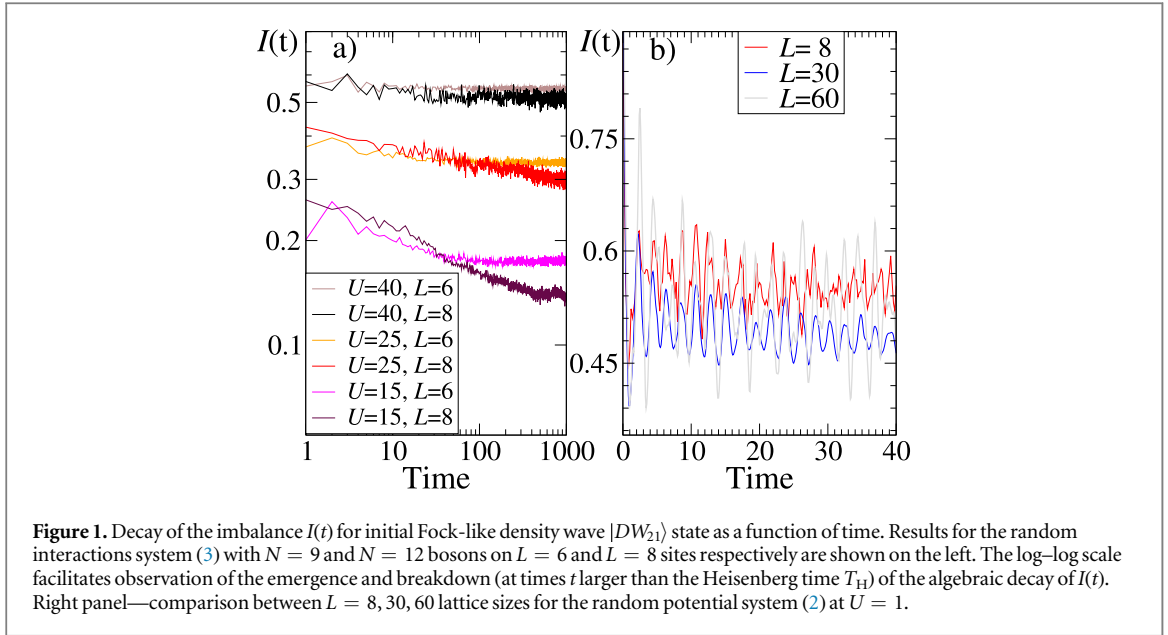 I(t)
a)
0.5
0.3
0.2
0.1
U=40, L=6
U=40, L=8
U=25, L=6
U=25, L=8
U=15, L=6
U=15, L=8
1 10 100 1000
Time
I(t)
b)
L= 8
L=30
L=60
0.75
0.6
0.45
0 10 20 30 40
Time
Figure 1. Decay of the imbalance I(t) for initial Fock-like density wave |DW₂₁⟩ state as a function of time. Results for the random
interactions system (3) with N = 9 and N = 12 bosons on L = 6 and L = 8 sites respectively are shown on the left. The log–log scale
facilitates observation of the emergence and breakdown (at times t larger than the Heisenberg time T_H) of the algebraic decay of I(t).
Right panel—comparison between L = 8, 30, 60 lattice sizes for the random potential system (2) at U = 1.